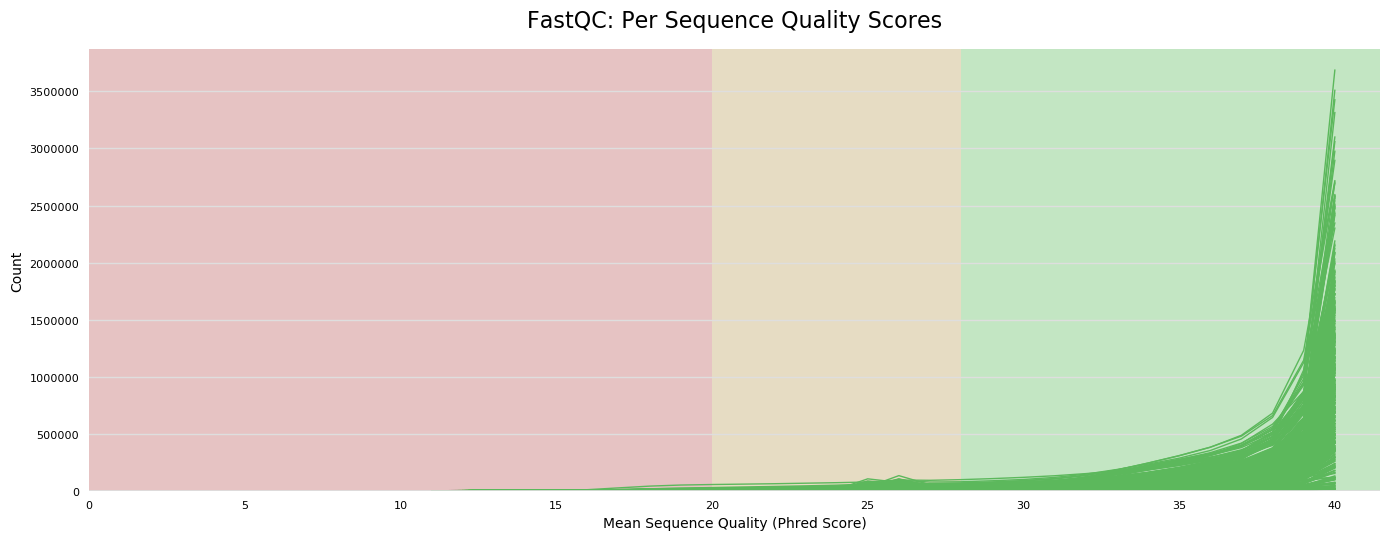 FastQC: Per Sequence Quality Scores
3500000
3000000
2500000
2000000
1500000
1000000
500000
0
Count
0 5 10 15 20 25 30 35 40
Mean Sequence Quality (Phred Score)